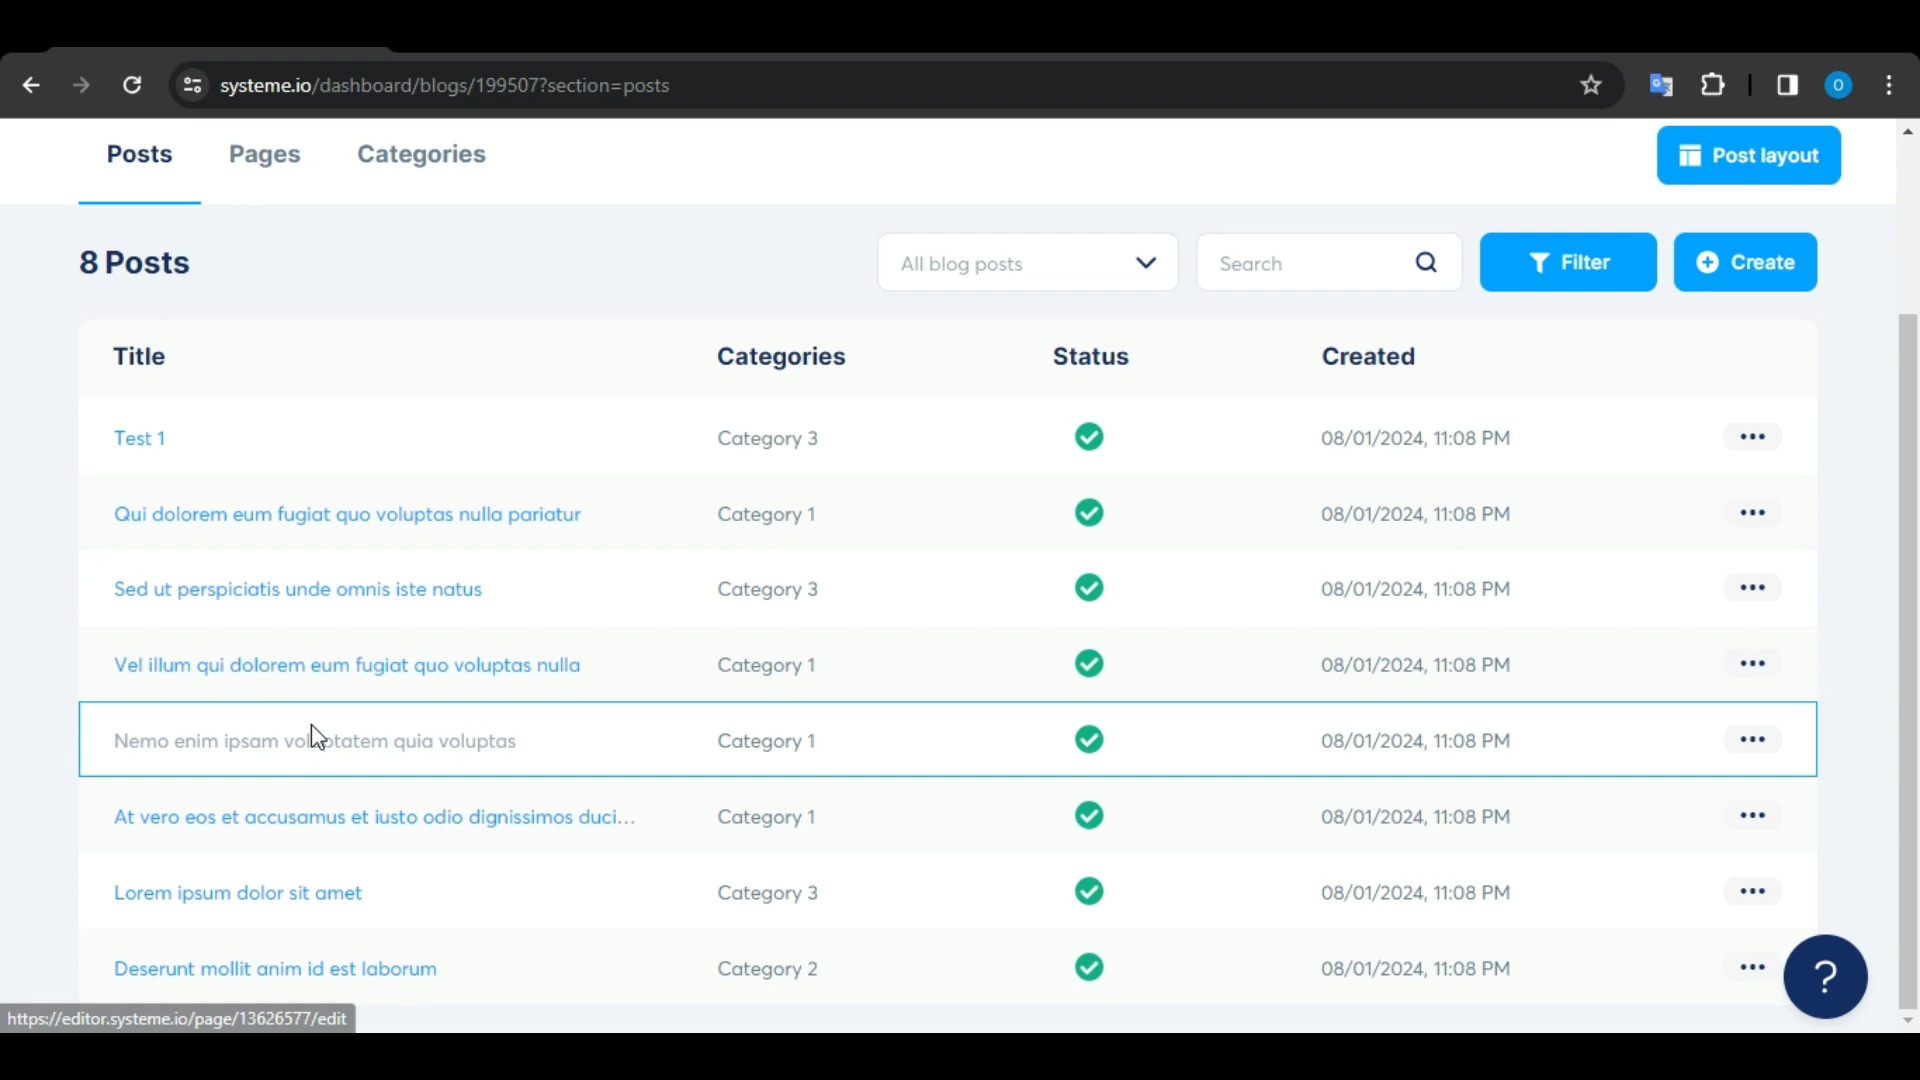 systeme.io/dashboard/blogs/199507?section=posts
O
Posts Pages Categories Post layout
8 Posts All blog posts Search Filter Create
Title Categories Status Created
Test 1 Category 3 08/01/2024, 11:08 PM
Qui dolorem eum fugiat quo voluptas nulla pariatur Category 1 08/01/2024, 11:08 PM
Sed ut perspiciatis unde omnis iste natus Category 3 08/01/2024, 11:08 PM
Vel illum qui dolorem eum fugiat quo voluptas nulla Category 1 08/01/2024, 11:08 PM
Nemo enim ipsam voluptatem quia voluptas Category 1 08/01/2024, 11:08 PM
At vero eos et accusamus et iusto odio dignissimos duci... Category 1 08/01/2024, 11:08 PM
Lorem ipsum dolor sit amet Category 3 08/01/2024, 11:08 PM
Deserunt mollit anim id est laborum Category 2 08/01/2024, 11:08 PM
?
https://editor.systeme.io/page/13626577/edit